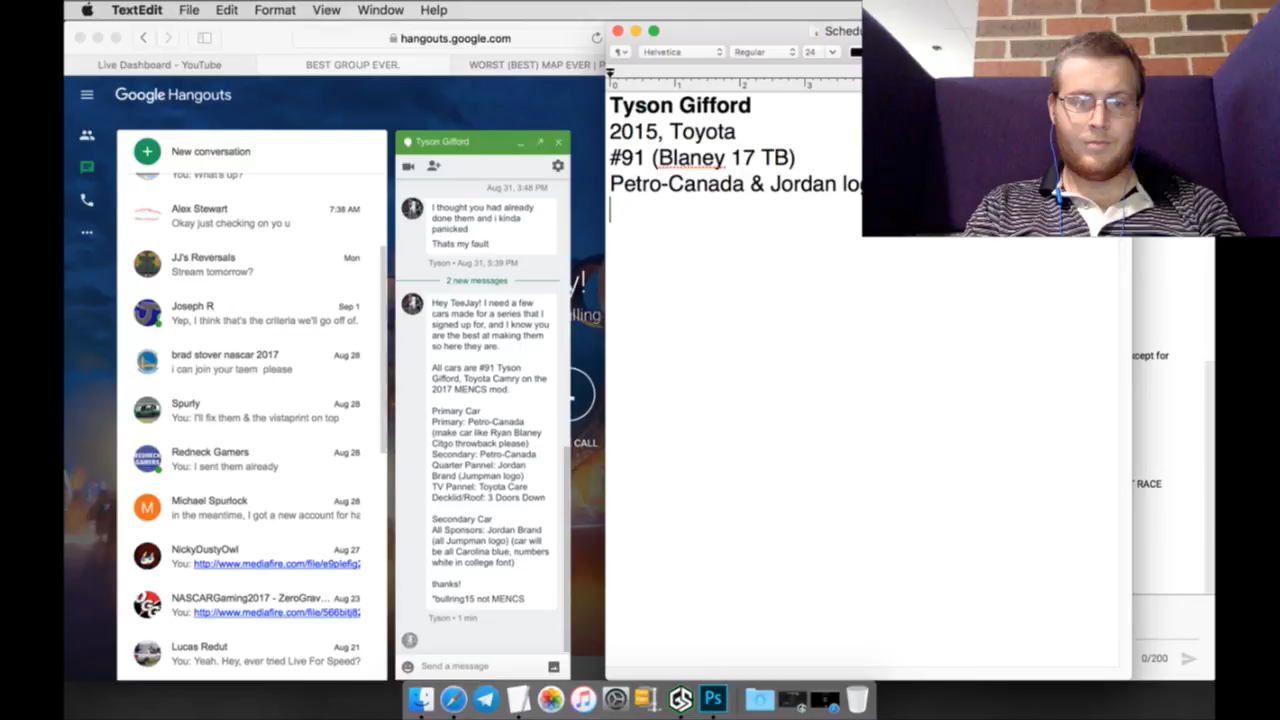 TextEdit File Edit Format View Window Help
hangouts.google.com
Live Dashboard - YouTube
BEST GROUP EVER.
WORST (BEST) MAP EVER | P
Google Hangouts
New conversation
You: What's up?
Alex Stewart 7:38 AM
Okay just checking on yo u
JJ's Reversals Mon
Stream tomorrow?
Joseph R Sep 1
Yep, I think that's the criteria we'll go off of.
brad stover nascar 2017 Aug 28
i can join your taem please
Spurly Aug 28
You: I'll fix them & the vistaprint on top
Redneck Gamers Aug 28
You: I sent them already
Michael Spurlock Aug 28
in the meantime, I got a new account for ha
NickyDustyOwl Aug 27
You: http://www.mediafire.com/file/e9plefig
NASCARGaming2017 - ZeroGrav... Aug 23
You: http://www.mediafire.com/file/566bitj8
Lucas Redut Aug 21
You: Yeah. Hey, ever tried Live For Speed?
Tyson Gifford
Aug 31, 3:48 PM
I thought you had already
done them and i kinda
panicked
Thats my fault
Tyson • Aug 31, 5:39 PM
2 new messages
Hey TeeJay! I need a few
cars made for a series that I
signed up for, and I know you
are the best at making them
so here they are.
All cars are #91 Tyson
Gifford, Toyota Camry on the
2017 MENCS mod.
Primary Car
Primary: Petro-Canada
(make car like Ryan Blaney
Citgo throwback please)
Secondary: Petro-Canada
Quarter Pannel: Jordan
Brand (Jumpman logo)
TV Pannel: Toyota Care
Decklid/Roof: 3 Doors Down
Secondary Car
All Sponsors: Jordan Brand
(all Jumpman logo) (car will
be all Carolina blue, numbers
white in college font)
thanks!
*bullring15 not MENCS
Tyson • 1 min
Send a message
y!
lling
CALL
Schedu
Helvetica Regular 24
0 1 2 3
Tyson Gifford
2015, Toyota
#91 (Blaney 17 TB)
Petro-Canada & Jordan log
xcept for
T RACE
0/200
Ps